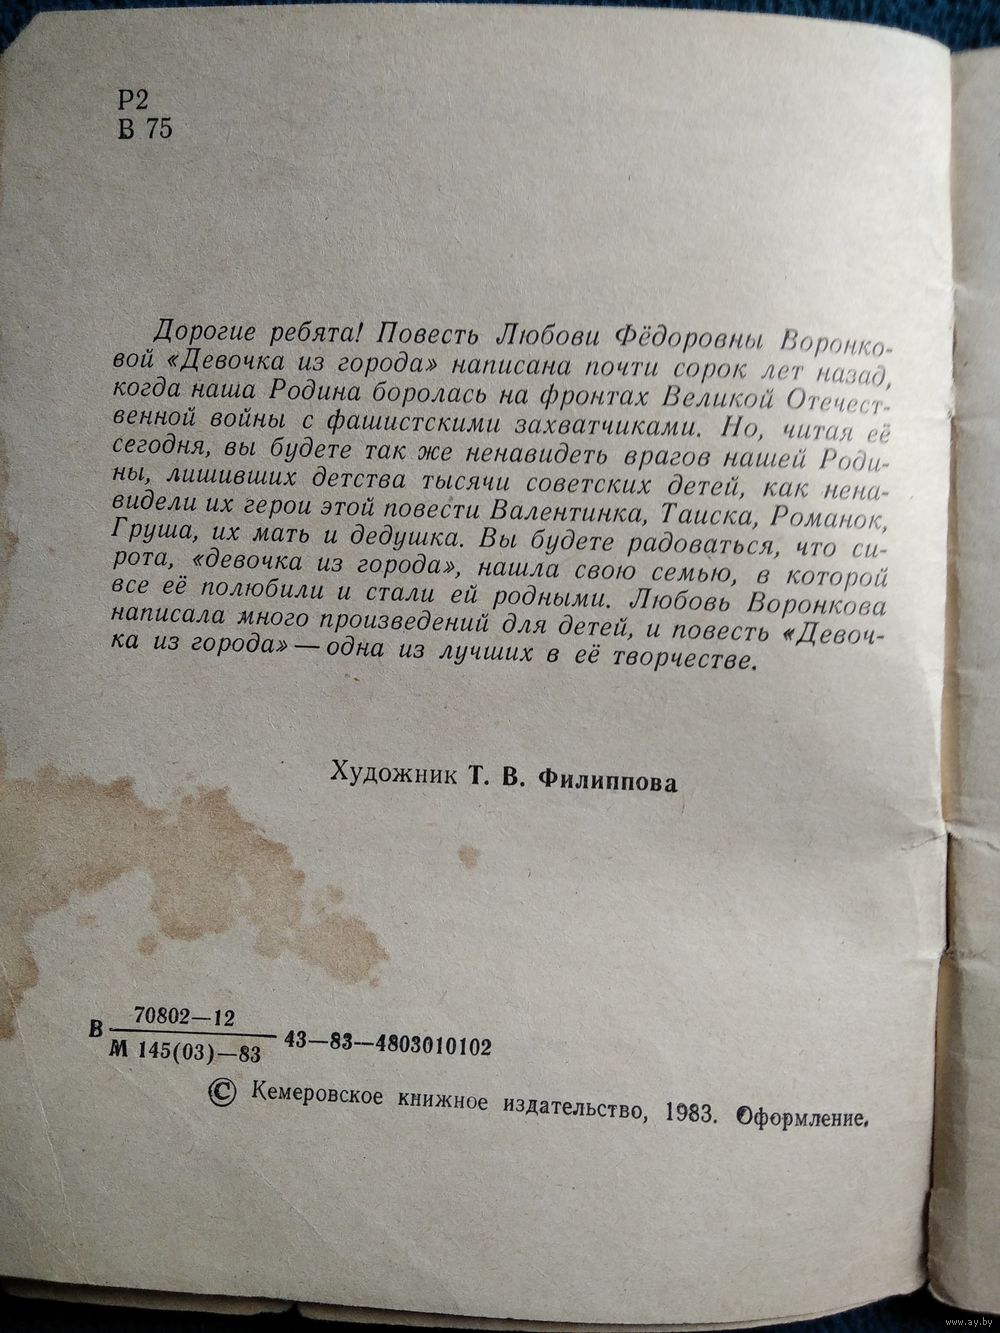 Р2
В 75
Дорогие ребята! Повесть Любови Фёдоровны Воронко-
вой «Девочка из города» написана почти сорок лет назад,
когда наша Родина боролась на фронтах Великой Отечест-
венной войны с фашистскими захватчиками. Но, читая её
сегодня, вы будете так же ненавидеть врагов нашей Роди-
ны, лишивших детства тысячи советских детей, как нена-
видели их герои этой повести Валентинка, Таиска, Романок,
Груша, их мать и дедушка. Вы будете радоваться, что си-
рота, «девочка из города», нашла свою семью, в которой
все её полюбили и стали ей родными. Любовь Воронкова
написала много произведений для детей, и повесть «Девоч-
ка из города» — одна из лучших в её творчестве.
Художник Т. В. Филиппова
В 70802—12
М 145(03)—83 43—83—4803010102
© Кемеровское книжное издательство, 1983. Оформление.
www.ay.by